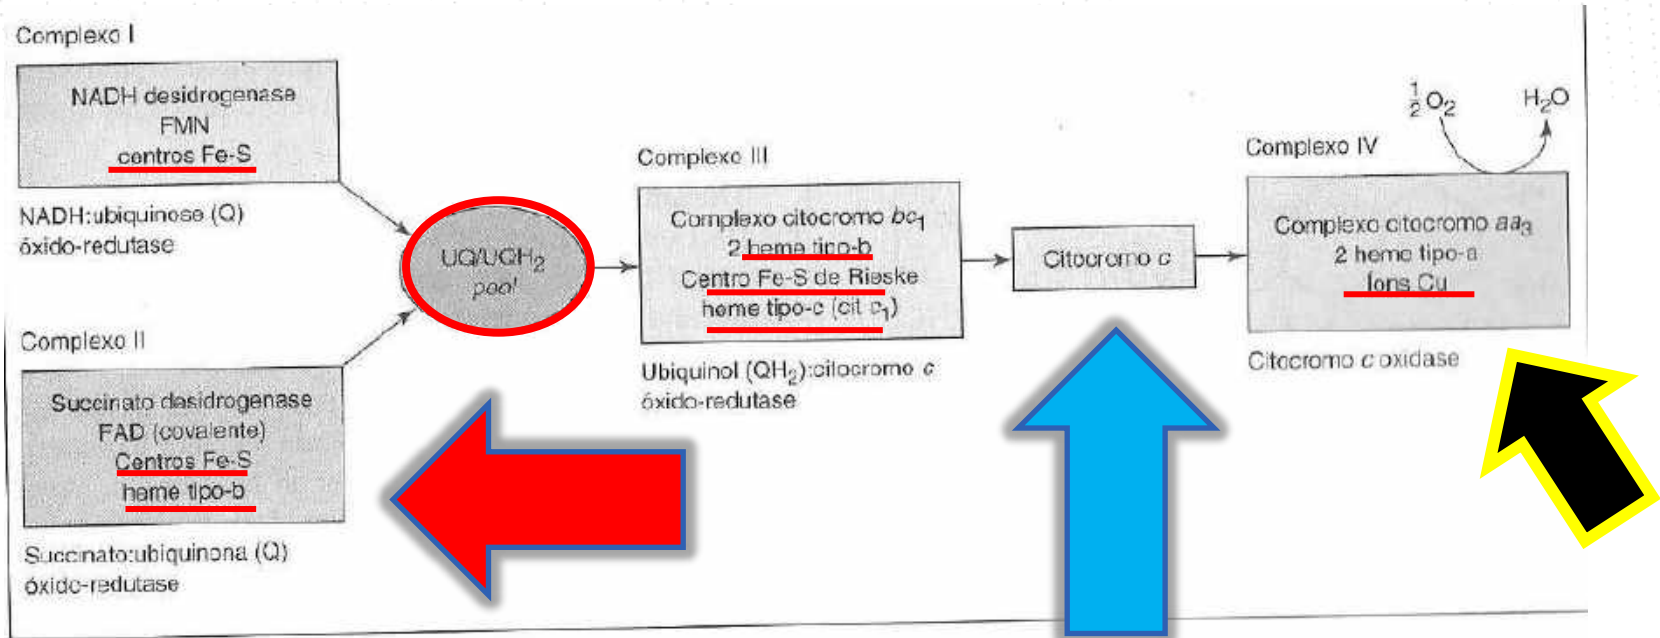 Complexo I
NADH desidrogenase
FMN
centros Fe-S
NADH:ubiquinose (Q)
óxido-redutase
UQ/UQH₂
pool
Complexo II
Succinato desidrogenase
FAD (covalente)
Centros Fe-S
heme tipo-b
Succinato:ubiquinona (Q)
óxido-redutase
Complexo III
Complexo citocromo bc₁
2 heme tipo-b
Centro Fe-S de Rieske
heme tipo-c (cit c₁)
Ubiquinol (QH₂):citocromo c
óxido-redutase
Citocromo c
Complexo IV
½O₂
H₂O
Complexo citocromo aa₃
2 heme tipo-a
Íons Cu
Citocromo c oxidase